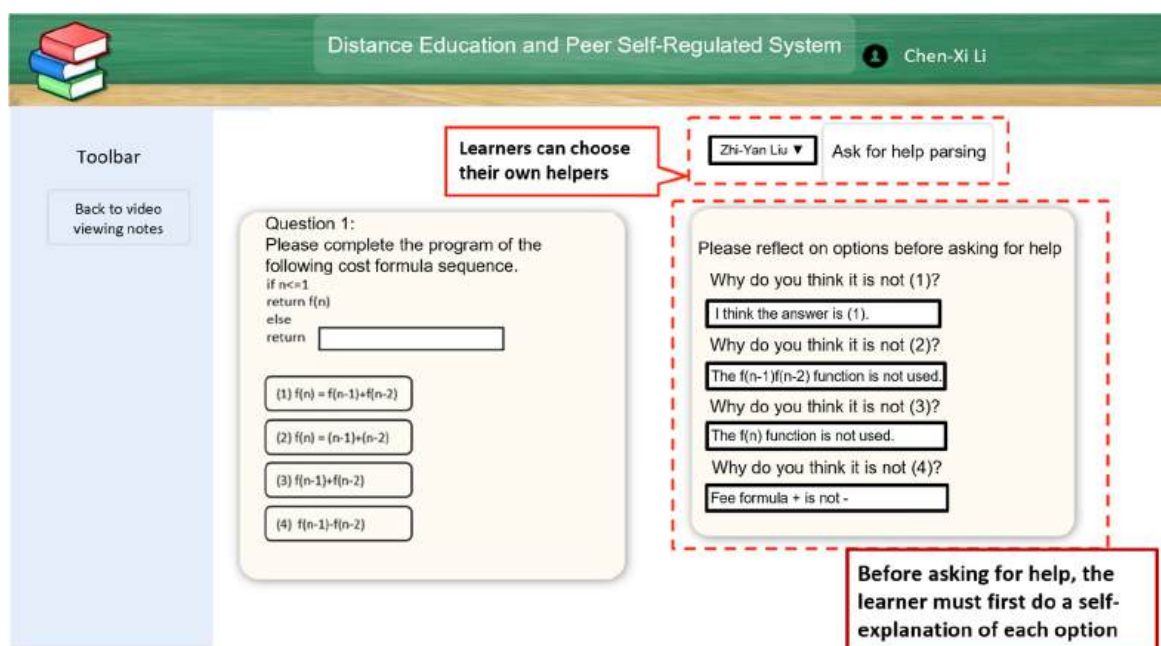 Distance Education and Peer Self-Regulated System
Chen-Xi Li
Toolbar
Back to video
viewing notes
Learners can choose
their own helpers
Zhi-Yan Liu ▼
Ask for help parsing
Question 1:
Please complete the program of the
following cost formula sequence.
if n<=1
return f(n)
else
return
(1) f(n) = f(n-1)+f(n-2)
(2) f(n) = (n-1)+(n-2)
(3) f(n-1)+f(n-2)
(4) f(n-1)-f(n-2)
Please reflect on options before asking for help
Why do you think it is not (1)?
I think the answer is (1).
Why do you think it is not (2)?
The f(n-1)f(n-2) function is not used.
Why do you think it is not (3)?
The f(n) function is not used.
Why do you think it is not (4)?
Fee formula + is not -
Before asking for help, the
learner must first do a self-
explanation of each option